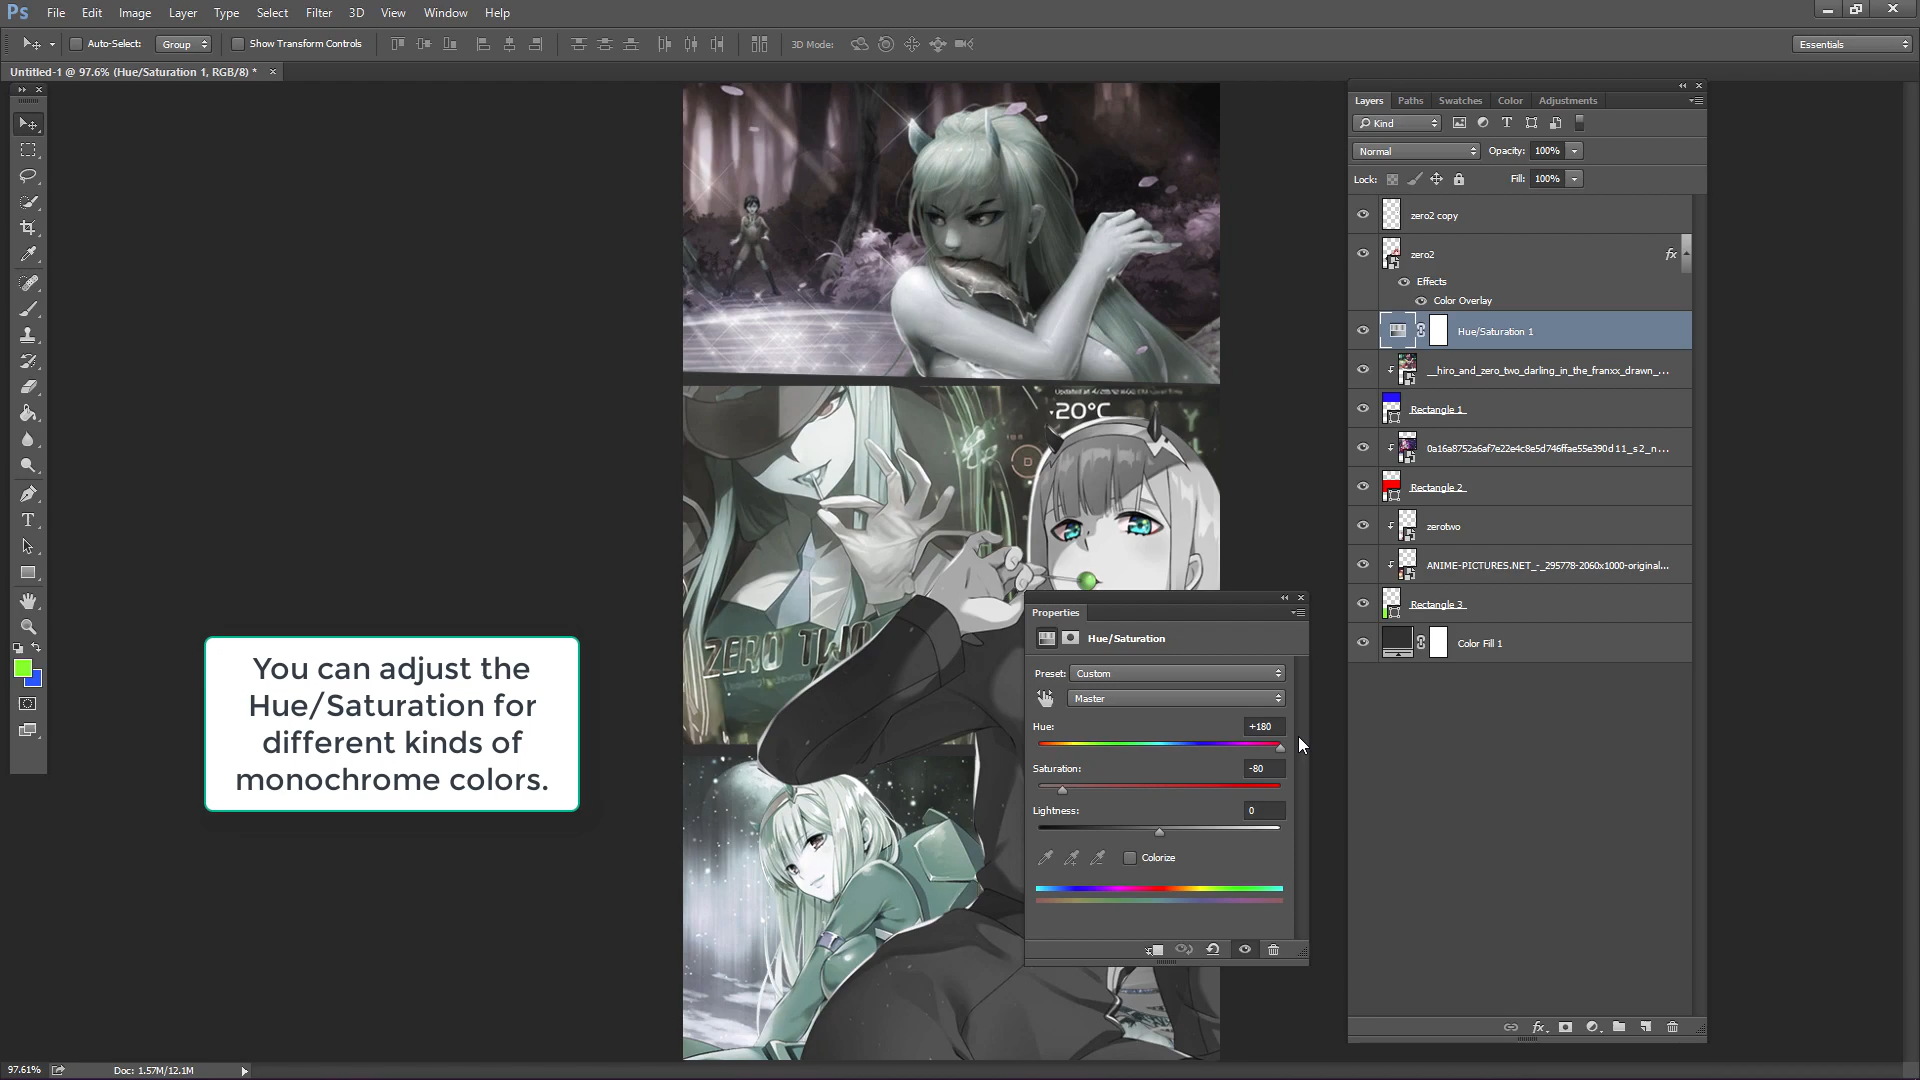 Ps File Edit Image Layer Type Select Filter 3D View Window Help
Auto-Select: Group Show Transform Controls 3D Mode: Essentials
Untitled-1 @ 97.6% (Hue/Saturation 1, RGB/8) *
Layers Paths Swatches Color Adjustments
Kind
Normal Opacity: 100%
Lock: Fill: 100%
zero2 copy
zero2 fx
Effects
Color Overlay
Hue/Saturation 1
__hiro_and_zero_two_darling_in_the_franxx_drawn_...
Rectangle 1
0a16a8752a6af7e22e4c8e5d746ffae55e390d11_s2_n...
Rectangle 2
zerotwo
ANIME-PICTURES.NET_-_295778-2060x1000-original...
Rectangle 3
Color Fill 1
20°C
D
Y
ZERO TWO
You can adjust the
Hue/Saturation for
different kinds of
monochrome colors.
Properties
Hue/Saturation
Preset: Custom
Master
Hue: +180
Saturation: -80
Lightness: 0
Colorize
97.61% Doc: 1.57M/12.1M